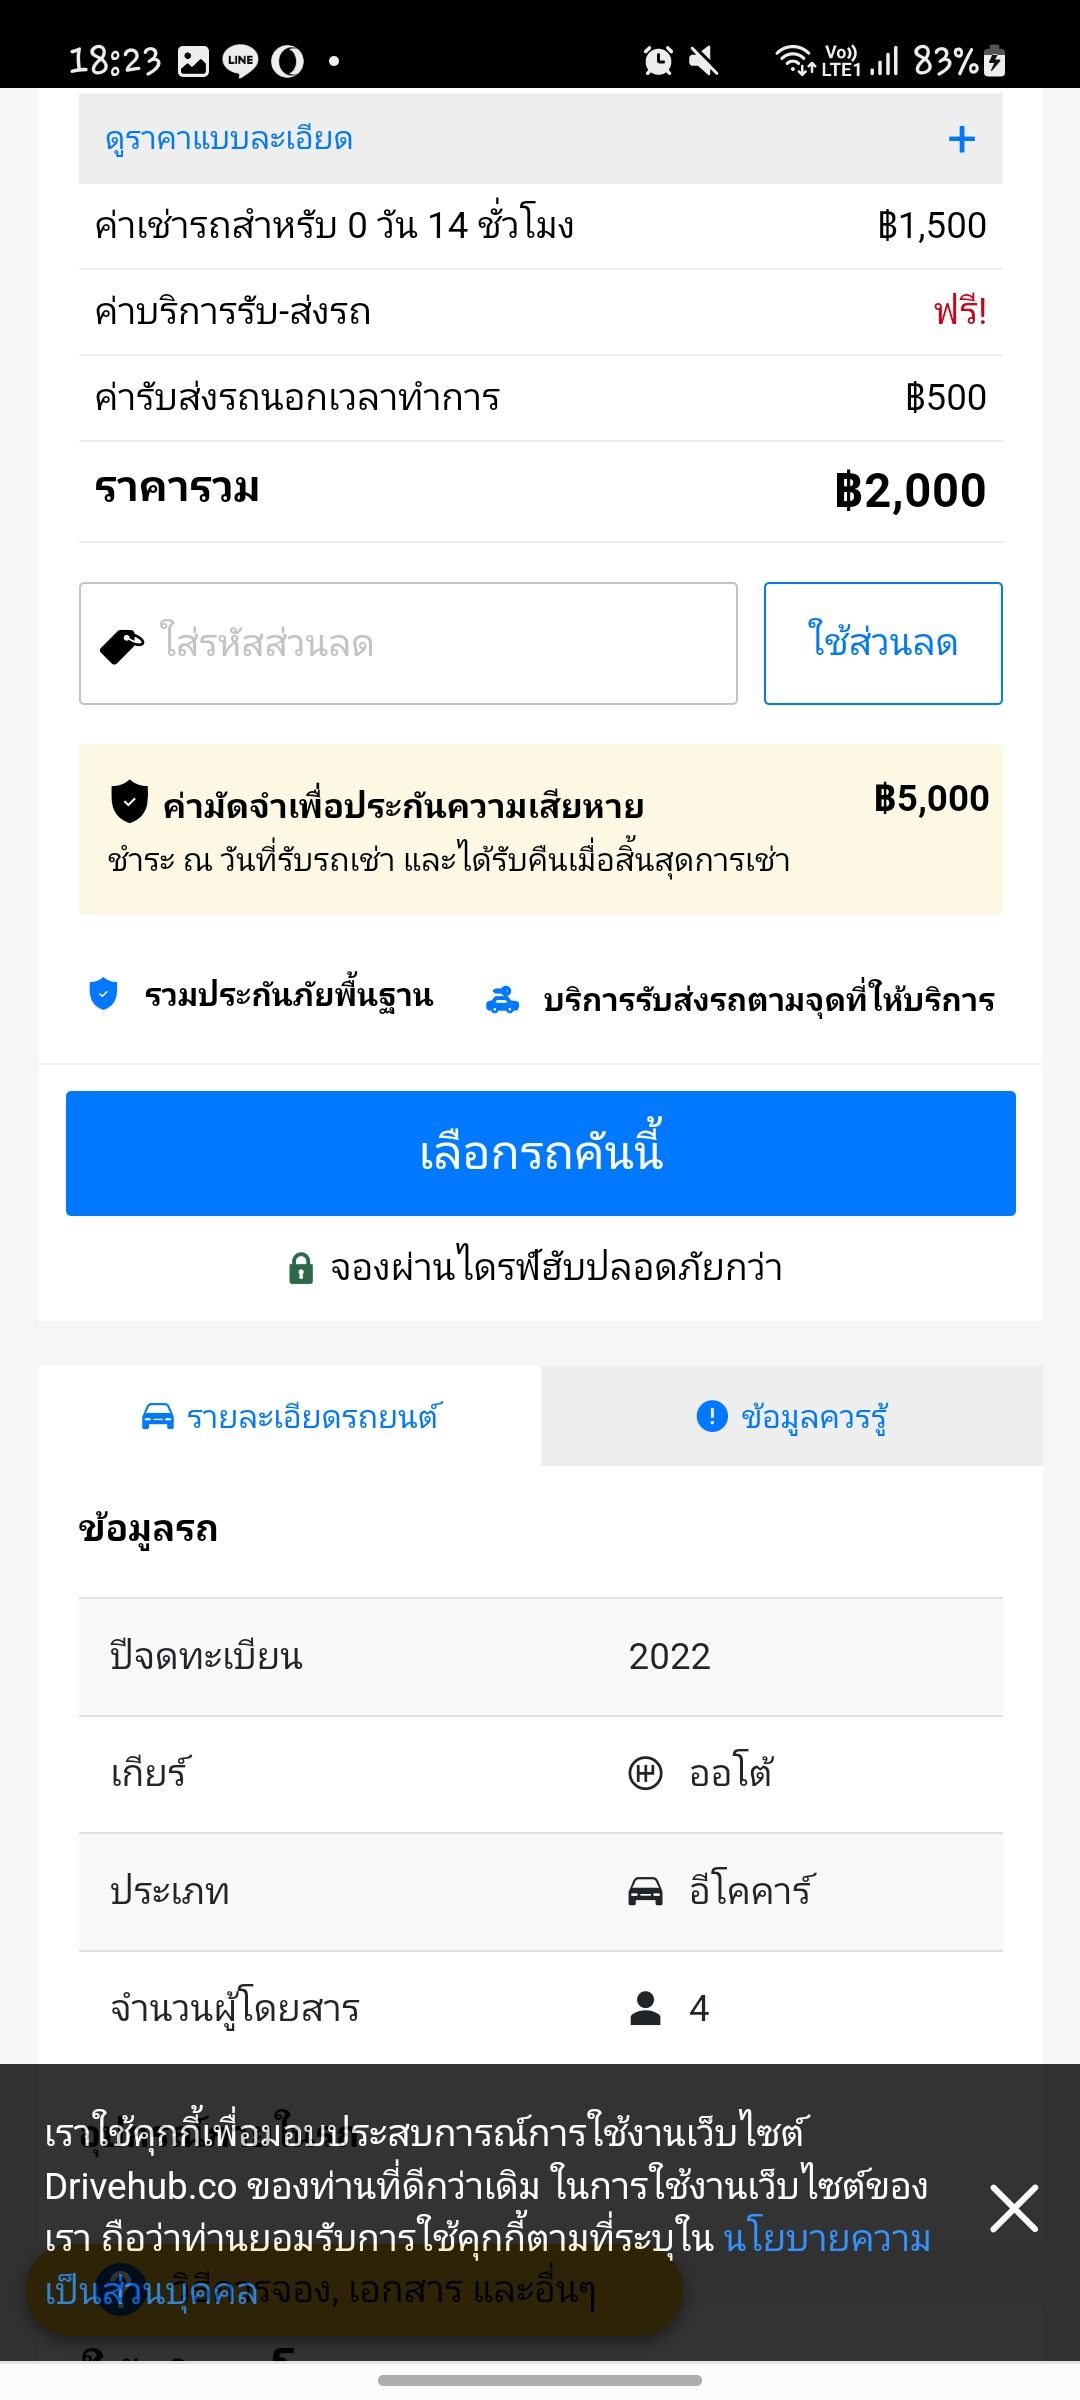 18:23 LINE Vo)) LTE1 83%
ดูราคาแบบละเอียด +
ค่าเช่ารถสำหรับ 0 วัน 14 ชั่วโมง ฿1,500
ค่าบริการรับ-ส่งรถ ฟรี!
ค่ารับส่งรถนอกเวลาทำการ ฿500
ราคารวม ฿2,000
ใส่รหัสส่วนลด ใช้ส่วนลด
ค่ามัดจำเพื่อประกันความเสียหาย ฿5,000
ชำระ ณ วันที่รับรถเช่า และได้รับคืนเมื่อสิ้นสุดการเช่า
รวมประกันภัยพื้นฐาน บริการรับส่งรถตามจุดที่ให้บริการ
เลือกรถคันนี้
จองผ่านไดรฟ์ฮับปลอดภัยกว่า
รายละเอียดรถยนต์ ข้อมูลควรรู้
ข้อมูลรถ
ปีจดทะเบียน 2022
เกียร์ ออโต้
ประเภท อีโคคาร์
จำนวนผู้โดยสาร 4
เราใช้คุกกี้เพื่อมอบประสบการณ์การใช้งานเว็บไซต์
Drivehub.co ของท่านที่ดีกว่าเดิม ในการใช้งานเว็บไซต์ของ
เรา ถือว่าท่านยอมรับการใช้คุกกี้ตามที่ระบุใน นโยบายความ
เป็นส่วนบุคคล
จอง, เอกสาร และอื่นๆ